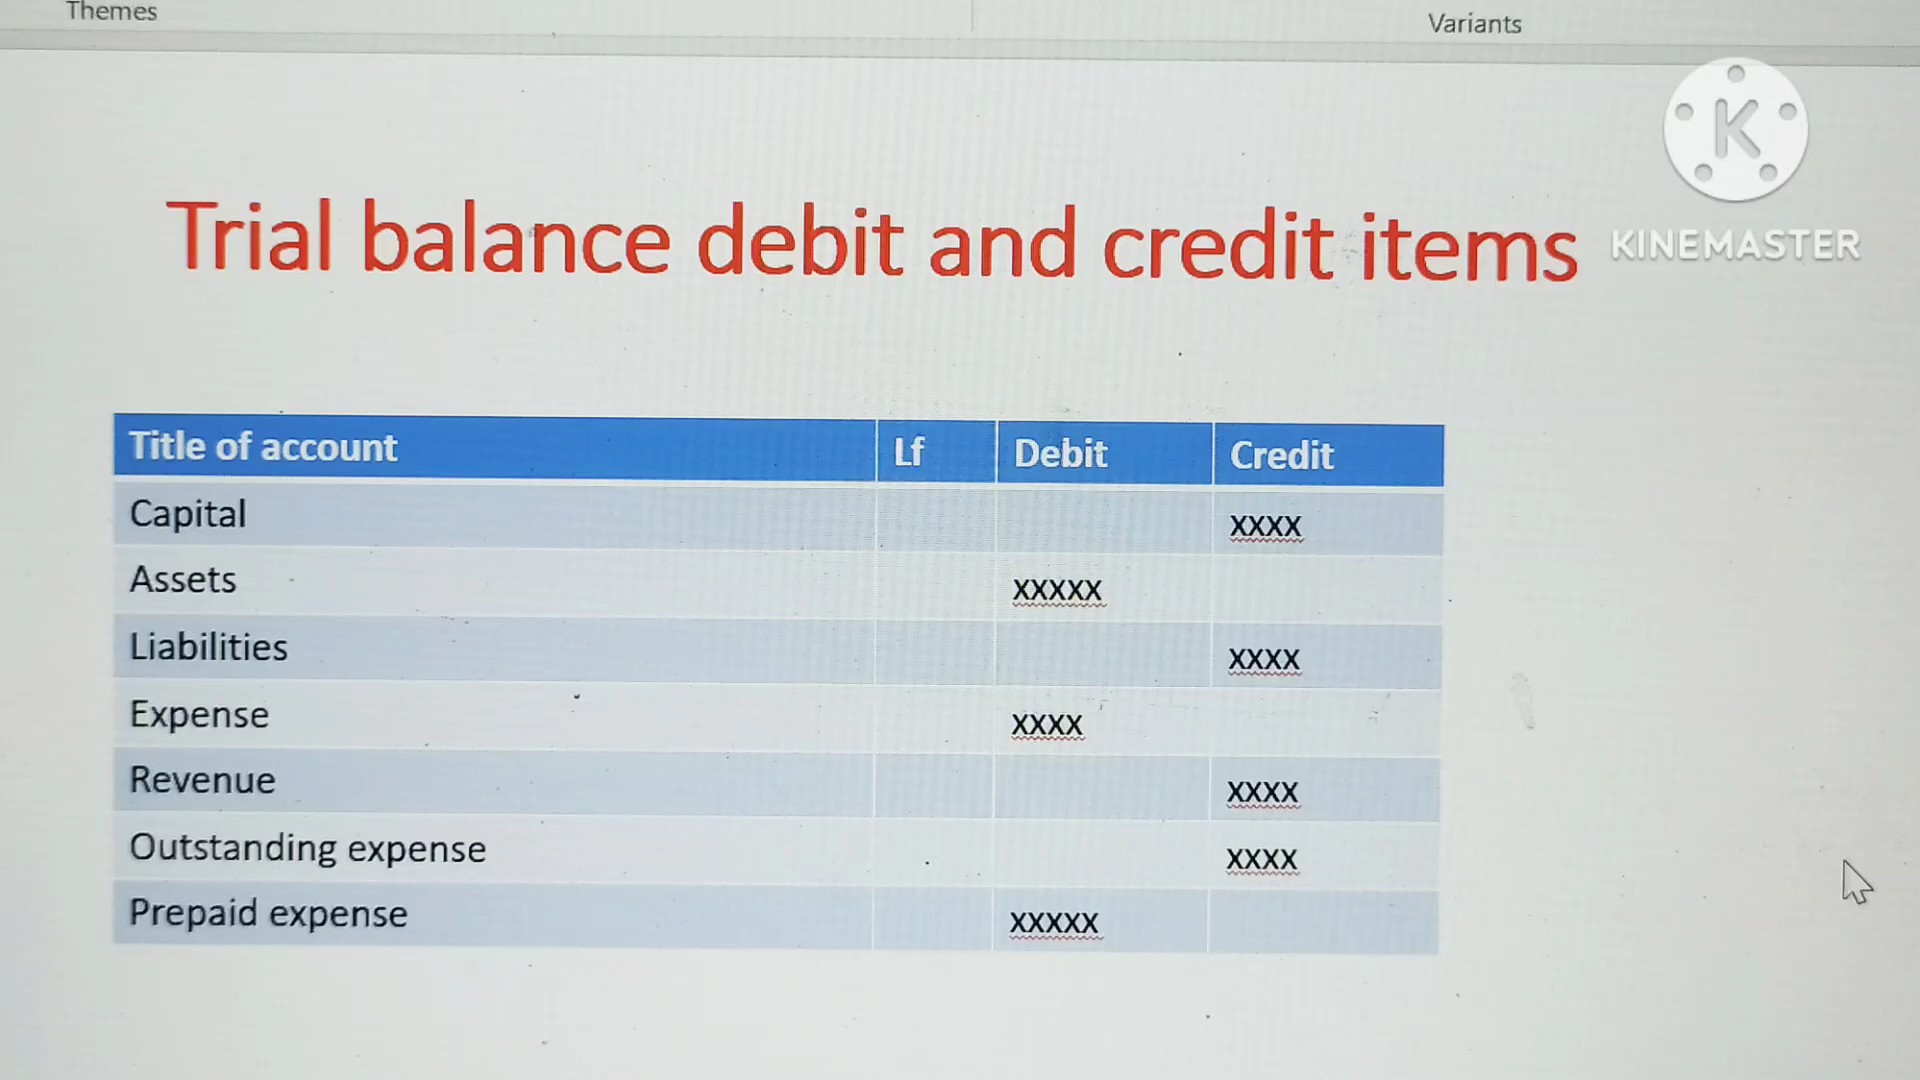 Themes
Variants
K
KINEMASTER
Trial balance debit and credit items
Title of account Lf Debit Credit
Capital xxxx
Assets xxxxx
Liabilities xxxx
Expense xxxx
Revenue xxxx
Outstanding expense xxxx
Prepaid expense xxxxx